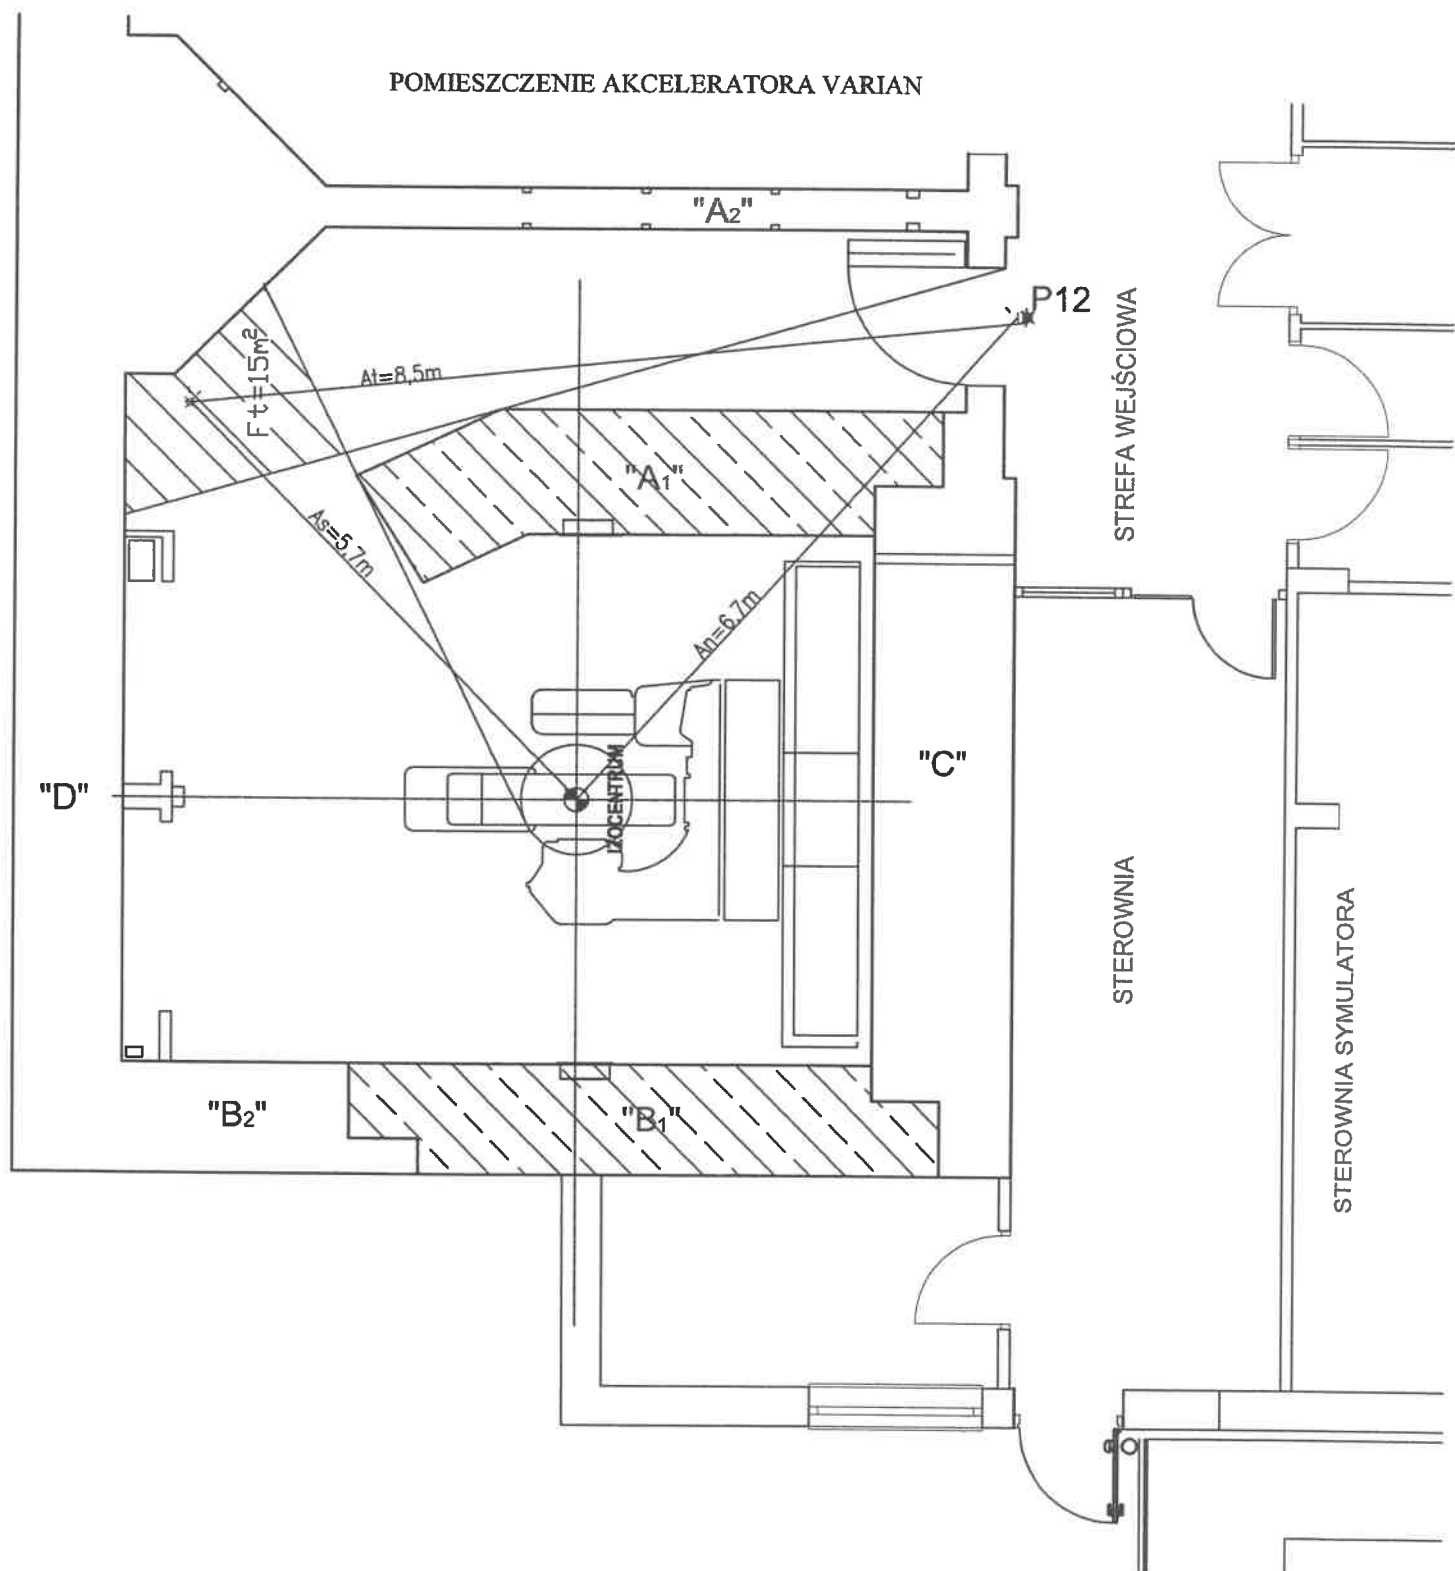 POMIESZCZENIE AKCELERATORA VARIAN
"A₂"
P12
STREFA WEJŚCIOWA
Ft=15m²
At=8,5m
"A₁"
As=5,7m
An=6,7m
"D"
IZOCENTRUM
"C"
STEROWNIA
STEROWNIA SYMULATORA
"B₂"
"B₁"